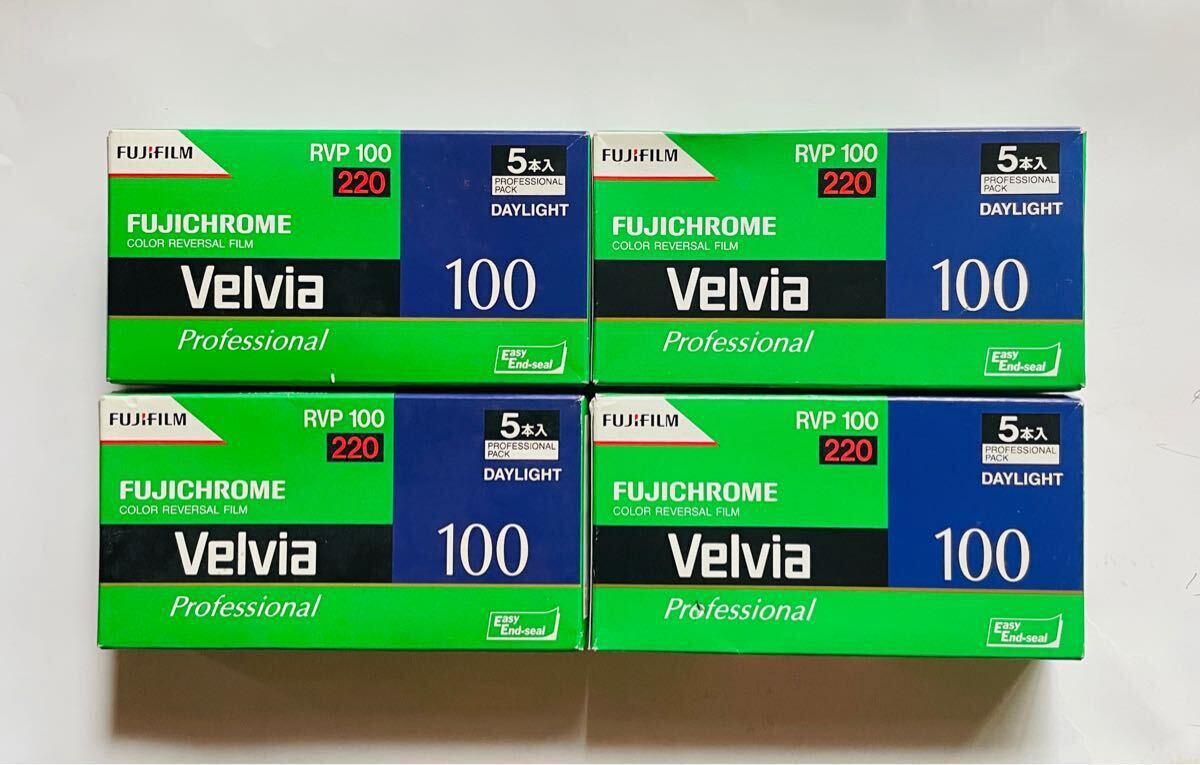 FUJIFILM
RVP 100
220
5本入
PROFESSIONAL
PACK
DAYLIGHT
FUJICHROME
COLOR REVERSAL FILM
Velvia
100
Professional
Easy
End-seal
FUJIFILM
RVP 100
220
5本入
PROFESSIONAL
PACK
DAYLIGHT
FUJICHROME
COLOR REVERSAL FILM
Velvia
100
Professional
Easy
End-seal
FUJIFILM
RVP 100
220
5本入
PROFESSIONAL
PACK
DAYLIGHT
FUJICHROME
COLOR REVERSAL FILM
Velvia
100
Professional
Easy
End-seal
FUJIFILM
RVP 100
220
5本入
PROFESSIONAL
PACK
DAYLIGHT
FUJICHROME
COLOR REVERSAL FILM
Velvia
100
Professional
Easy
End-seal